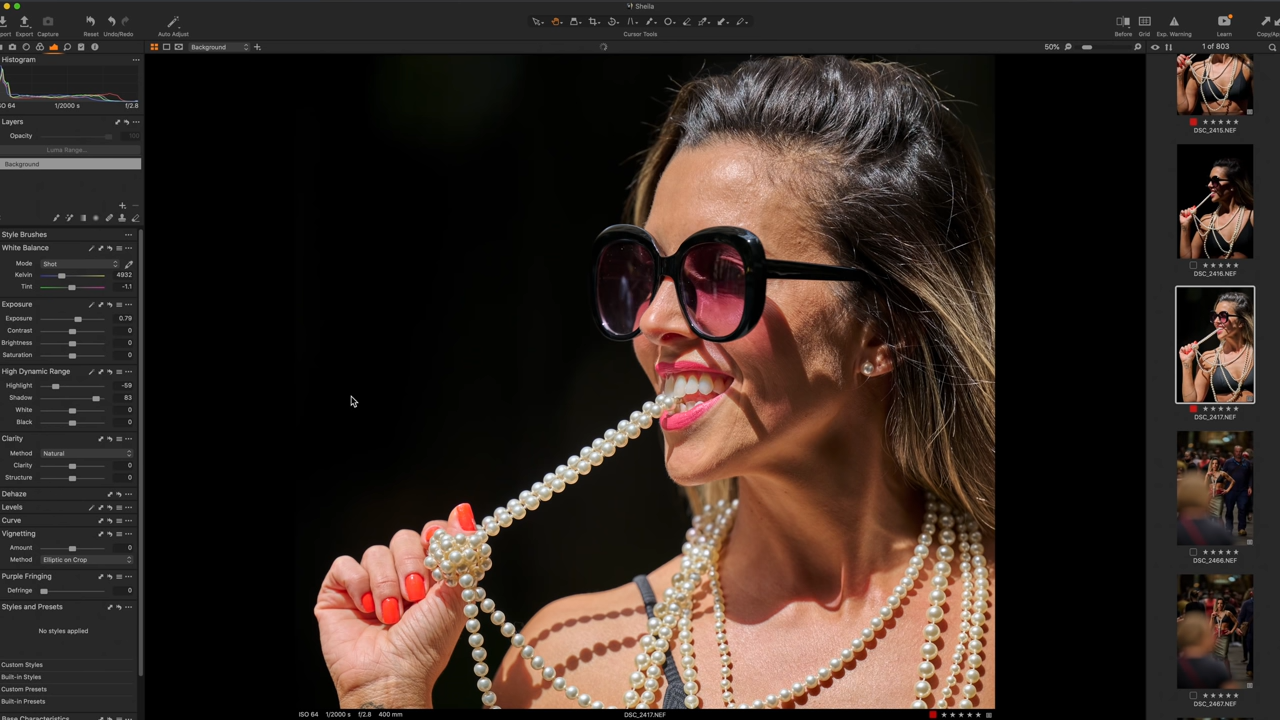 Sheila
Export Capture Reset Undo/Redo Auto Adjust Cursor Tools Before Grid Exp. Warning Learn
Background 50% 1 of 803
Histogram
ISO 64 1/2000 s f/2.8
Layers
Opacity 100
Luma Range...
Background
Style Brushes
White Balance
Mode Shot
Kelvin 4932
Tint -1.1
Exposure
Exposure 0.79
Contrast 0
Brightness 0
Saturation 0
High Dynamic Range
Highlight -59
Shadow 83
White 0
Black 0
Clarity
Method Natural
Clarity 0
Structure 0
Dehaze
Levels
Curve
Vignetting
Amount 0
Method Elliptic on Crop
Purple Fringing
Defringe 0
Styles and Presets
No styles applied
Custom Styles
Built-in Styles
Custom Presets
Built-in Presets
Base Characteristics
ISO 64 1/2000 s f/2.8 400 mm DSC_2417.NEF
DSC_2415.NEF
DSC_2416.NEF
DSC_2417.NEF
DSC_2466.NEF
DSC_2467.NEF